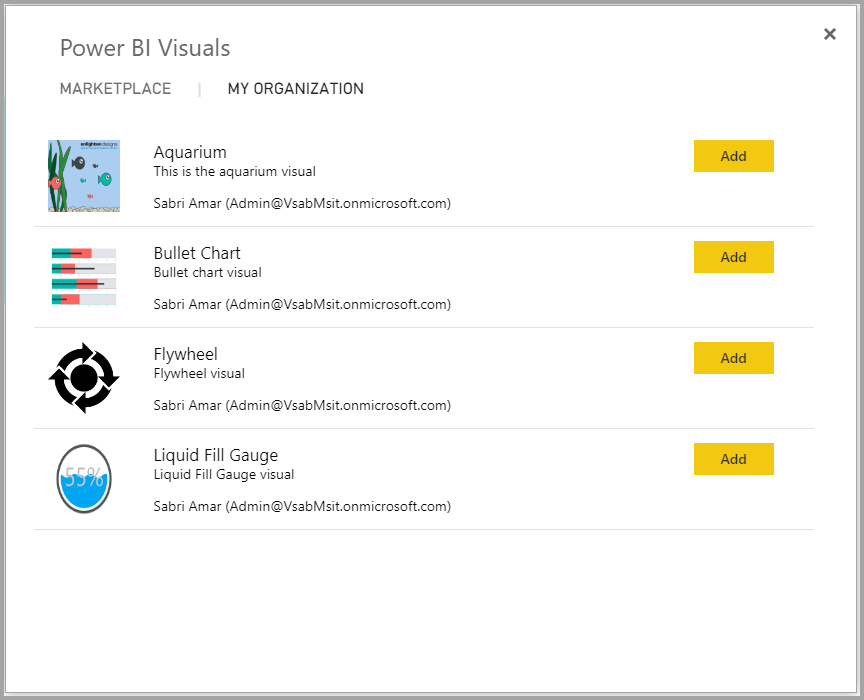 Power BI Visuals
MARKETPLACE | MY ORGANIZATION
enlighten designs
Aquarium
Add
This is the aquarium visual
Sabri Amar (Admin@VsabMsit.onmicrosoft.com)
Bullet Chart
Add
Bullet chart visual
Sabri Amar (Admin@VsabMsit.onmicrosoft.com)
Flywheel
Add
Flywheel visual
Sabri Amar (Admin@VsabMsit.onmicrosoft.com)
55%
Liquid Fill Gauge
Add
Liquid Fill Gauge visual
Sabri Amar (Admin@VsabMsit.onmicrosoft.com)